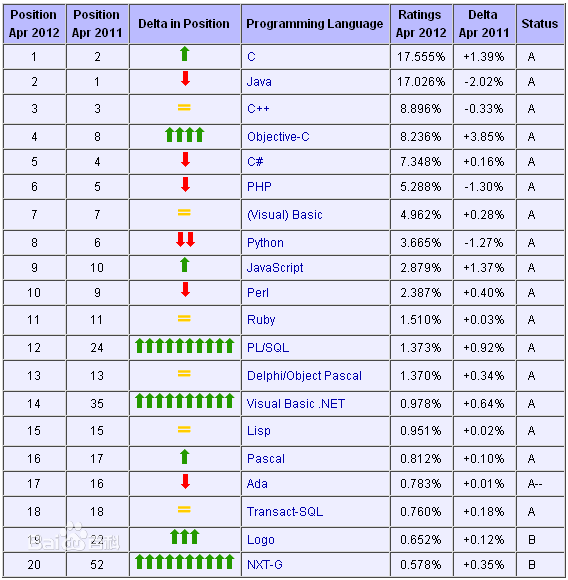 Position Apr 2012 Position Apr 2011 Delta in Position Programming Language Ratings Apr 2012 Delta Apr 2011 Status
1 2 C 17.555% +1.39% A
2 1 Java 17.026% -2.02% A
3 3 = C++ 8.896% -0.33% A
4 8 Objective-C 8.236% +3.85% A
5 4 C# 7.348% +0.16% A
6 5 PHP 5.288% -1.30% A
7 7 = (Visual) Basic 4.962% +0.28% A
8 6 Python 3.665% -1.27% A
9 10 JavaScript 2.879% +1.37% A
10 9 Perl 2.387% +0.40% A
11 11 = Ruby 1.510% +0.03% A
12 24 PL/SQL 1.373% +0.92% A
13 13 = Delphi/Object Pascal 1.370% +0.34% A
14 35 Visual Basic .NET 0.978% +0.64% A
15 15 = Lisp 0.951% +0.02% A
16 17 Pascal 0.812% +0.10% A
17 16 Ada 0.783% +0.01% A--
18 18 = Transact-SQL 0.760% +0.18% A
19 22 Logo 0.652% +0.12% B
Bai百科
20 52 NXT-G 0.578% +0.35% B